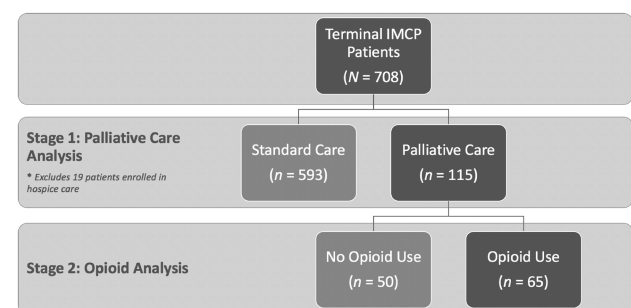 Terminal IMCP
Patients
(N = 708)
Stage 1: Palliative Care
Analysis
* Excludes 19 patients enrolled in
hospice care
Standard Care
(n = 593)
Palliative Care
(n = 115)
Stage 2: Opioid Analysis
No Opioid Use
(n = 50)
Opioid Use
(n = 65)